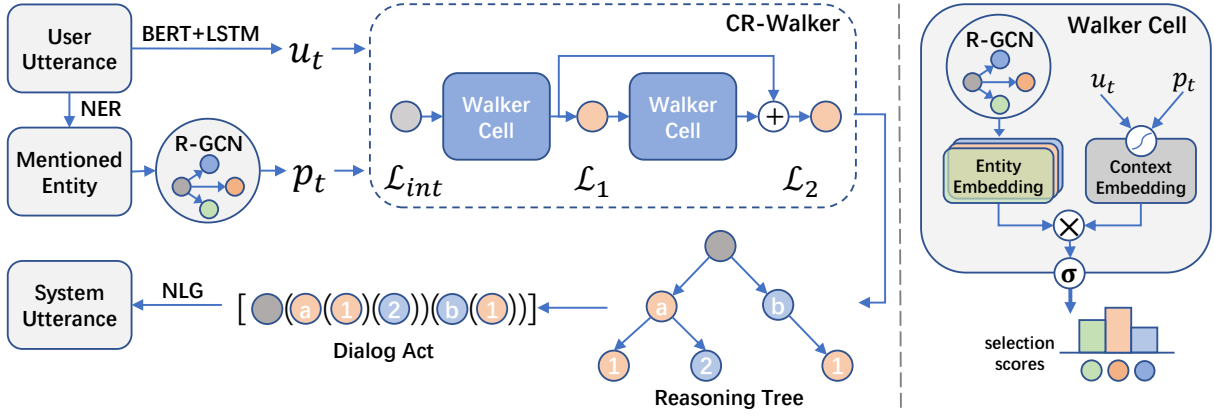 User
Utterance
BERT+LSTM
u_t
NER
Mentioned
Entity
R-GCN
p_t
CR-Walker
Walker
Cell
Walker
Cell
+
ℒ_int
ℒ_1
ℒ_2
System
Utterance
NLG
[ ( a ( 1 ) ( 2 ) ) ( b ( 1 ) ) ]
Dialog Act
a
b
1
2
1
Reasoning Tree
Walker Cell
R-GCN
u_t
p_t
Entity
Embedding
Context
Embedding
×
σ
selection
scores